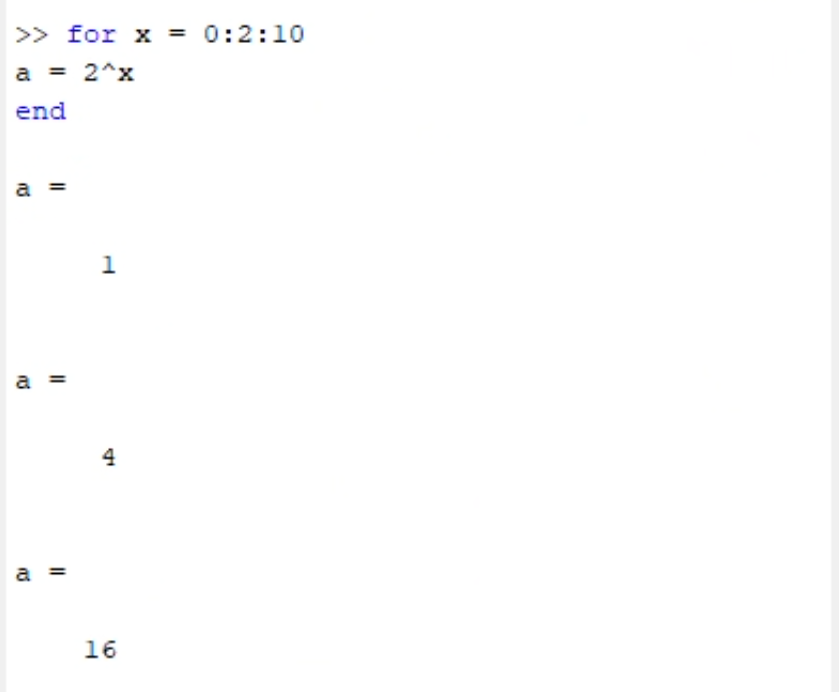 >> for x = 0:2:10
a = 2^x
end
a =
1
a =
4
a =
16